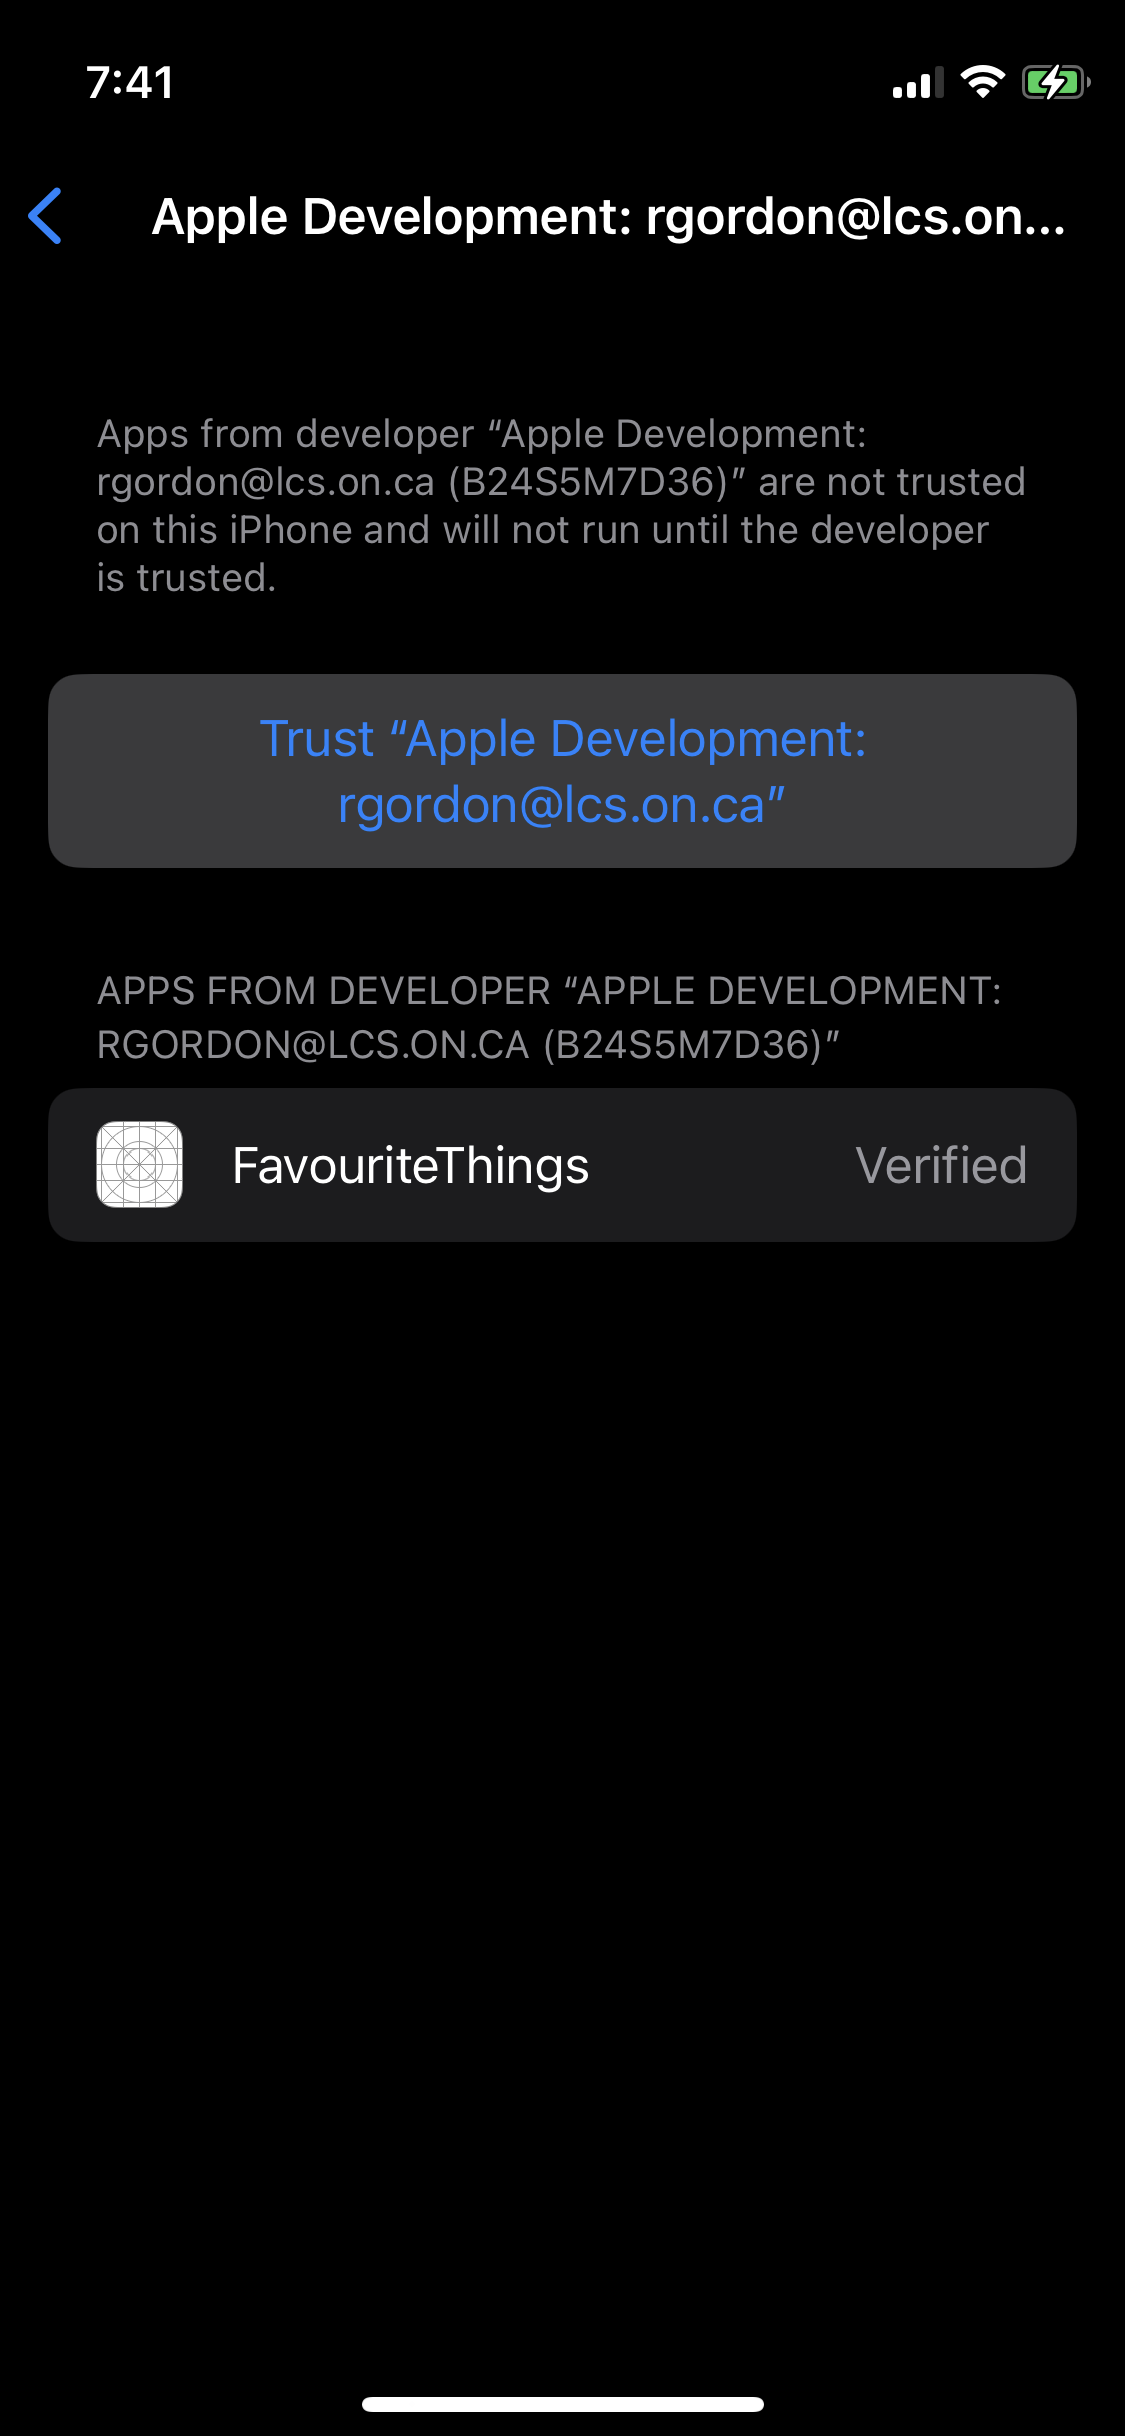 7:41
Apple Development: rgordon@lcs.on...
Apps from developer “Apple Development:
rgordon@lcs.on.ca (B24S5M7D36)” are not trusted
on this iPhone and will not run until the developer
is trusted.
Trust “Apple Development:
rgordon@lcs.on.ca”
APPS FROM DEVELOPER “APPLE DEVELOPMENT:
RGORDON@LCS.ON.CA (B24S5M7D36)”
FavouriteThings Verified